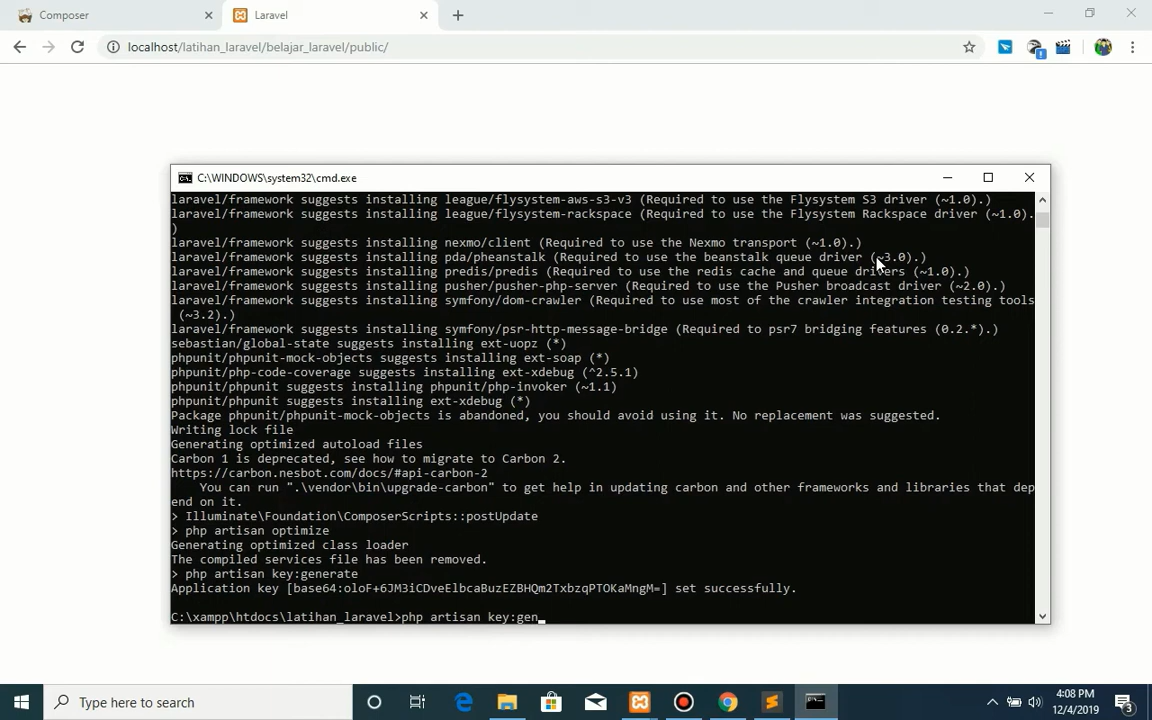 Composer
Laravel
localhost/latihan_laravel/belajar_laravel/public/
C:\WINDOWS\system32\cmd.exe
laravel/framework suggests installing league/flysystem-aws-s3-v3 (Required to use the Flysystem S3 driver (~1.0).)
laravel/framework suggests installing league/flysystem-rackspace (Required to use the Flysystem Rackspace driver (~1.0).
)
laravel/framework suggests installing nexmo/client (Required to use the Nexmo transport (~1.0).)
laravel/framework suggests installing pda/pheanstalk (Required to use the beanstalk queue driver (~3.0).)
laravel/framework suggests installing predis/predis (Required to use the redis cache and queue drivers (~1.0).)
laravel/framework suggests installing pusher/pusher-php-server (Required to use the Pusher broadcast driver (~2.0).)
laravel/framework suggests installing symfony/dom-crawler (Required to use most of the crawler integration testing tools
(~3.2).)
laravel/framework suggests installing symfony/psr-http-message-bridge (Required to psr7 bridging features (0.2.*).)
sebastian/global-state suggests installing ext-uopz (*)
phpunit/phpunit-mock-objects suggests installing ext-soap (*)
phpunit/php-code-coverage suggests installing ext-xdebug (^2.5.1)
phpunit/phpunit suggests installing phpunit/php-invoker (~1.1)
phpunit/phpunit suggests installing ext-xdebug (*)
Package phpunit/phpunit-mock-objects is abandoned, you should avoid using it. No replacement was suggested.
Writing lock file
Generating optimized autoload files
Carbon 1 is deprecated, see how to migrate to Carbon 2.
https://carbon.nesbot.com/docs/#api-carbon-2
You can run ".\vendor\bin\upgrade-carbon" to get help in updating carbon and other frameworks and libraries that dep
end on it.
> Illuminate\Foundation\ComposerScripts::postUpdate
> php artisan optimize
Generating optimized class loader
The compiled services file has been removed.
> php artisan key:generate
Application key [base64:oloF+6JM3iCDveElbcaBuzEZBHQm2TxbzqPTOKaMngM=] set successfully.
C:\xampp\htdocs\latihan_laravel>php artisan key:gen_
Type here to search
4:08 PM
12/4/2019
3